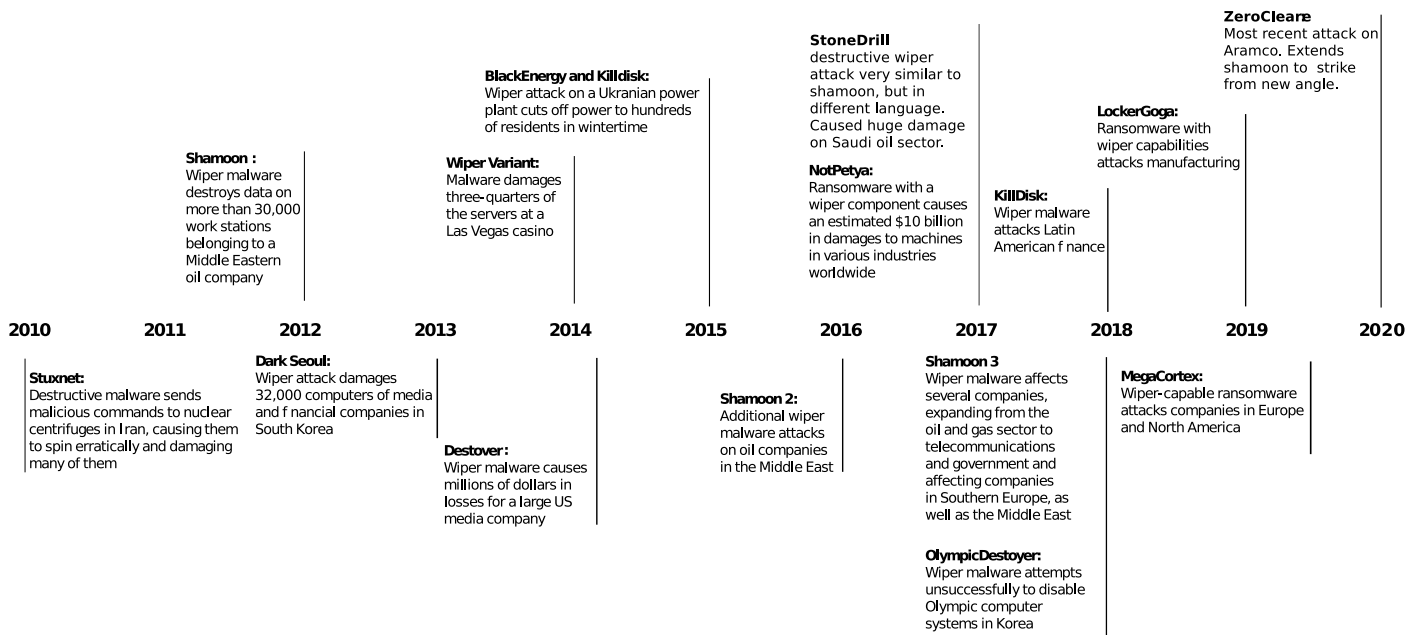 ZeroCleare
Most recent attack on
Aramco. Extends
shamoon to strike
from new angle.
StoneDrill
destructive wiper
attack very similar to
shamoon, but in
different language.
Caused huge damage
on Saudi oil sector.
BlackEnergy and Killdisk:
Wiper attack on a Ukranian power
plant cuts off power to hundreds
of residents in wintertime
LockerGoga:
Ransomware with
wiper capabilities
attacks manufacturing
Shamoon :
Wiper malware
destroys data on
more than 30,000
work stations
belonging to a
Middle Eastern
oil company
Wiper Variant:
Malware damages
three-quarters of
the servers at a
Las Vegas casino
NotPetya:
Ransomware with a
wiper component causes
an estimated $10 billion
in damages to machines
in various industries
worldwide
KillDisk:
Wiper malware
attacks Latin
American f nance
2010 2011 2012 2013 2014 2015 2016 2017 2018 2019 2020
Stuxnet:
Destructive malware sends
malicious commands to nuclear
centrifuges in Iran, causing them
to spin erratically and damaging
many of them
Dark Seoul:
Wiper attack damages
32,000 computers of media
and f nancial companies in
South Korea
Destover:
Wiper malware causes
millions of dollars in
losses for a large US
media company
Shamoon 2:
Additional wiper
malware attacks
on oil companies
in the Middle East
Shamoon 3
Wiper malware affects
several companies,
expanding from the
oil and gas sector to
telecommunications
and government and
affecting companies
in Southern Europe, as
well as the Middle East
OlympicDestoyer:
Wiper malware attempts
unsuccessfully to disable
Olympic computer
systems in Korea
MegaCortex:
Wiper-capable ransomware
attacks companies in Europe
and North America